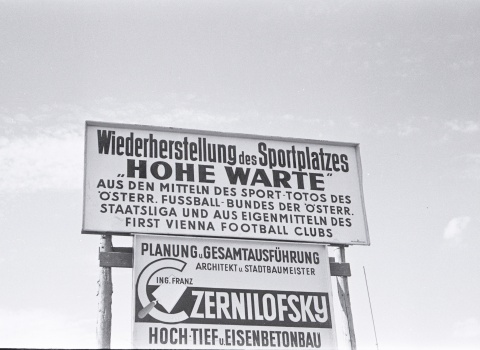 Wiederherstellung des Sportplatzes
„HOHE WARTE"
AUS DEN MITTELN DES SPORT-TOTOS DES
ÖSTERR. FUSSBALL-BUNDES DER ÖSTERR.
STAATSLIGA UND AUS EIGENMITTELN DES
FIRST VIENNA FOOTBALL CLUBS
PLANUNG u. GESAMTAUSFÜHRUNG
ARCHITEKT u. STADTBAUMEISTER
ING. FRANZ
CZERNILOFSKY
HOCH-TIEF u. EISENBETONBAU